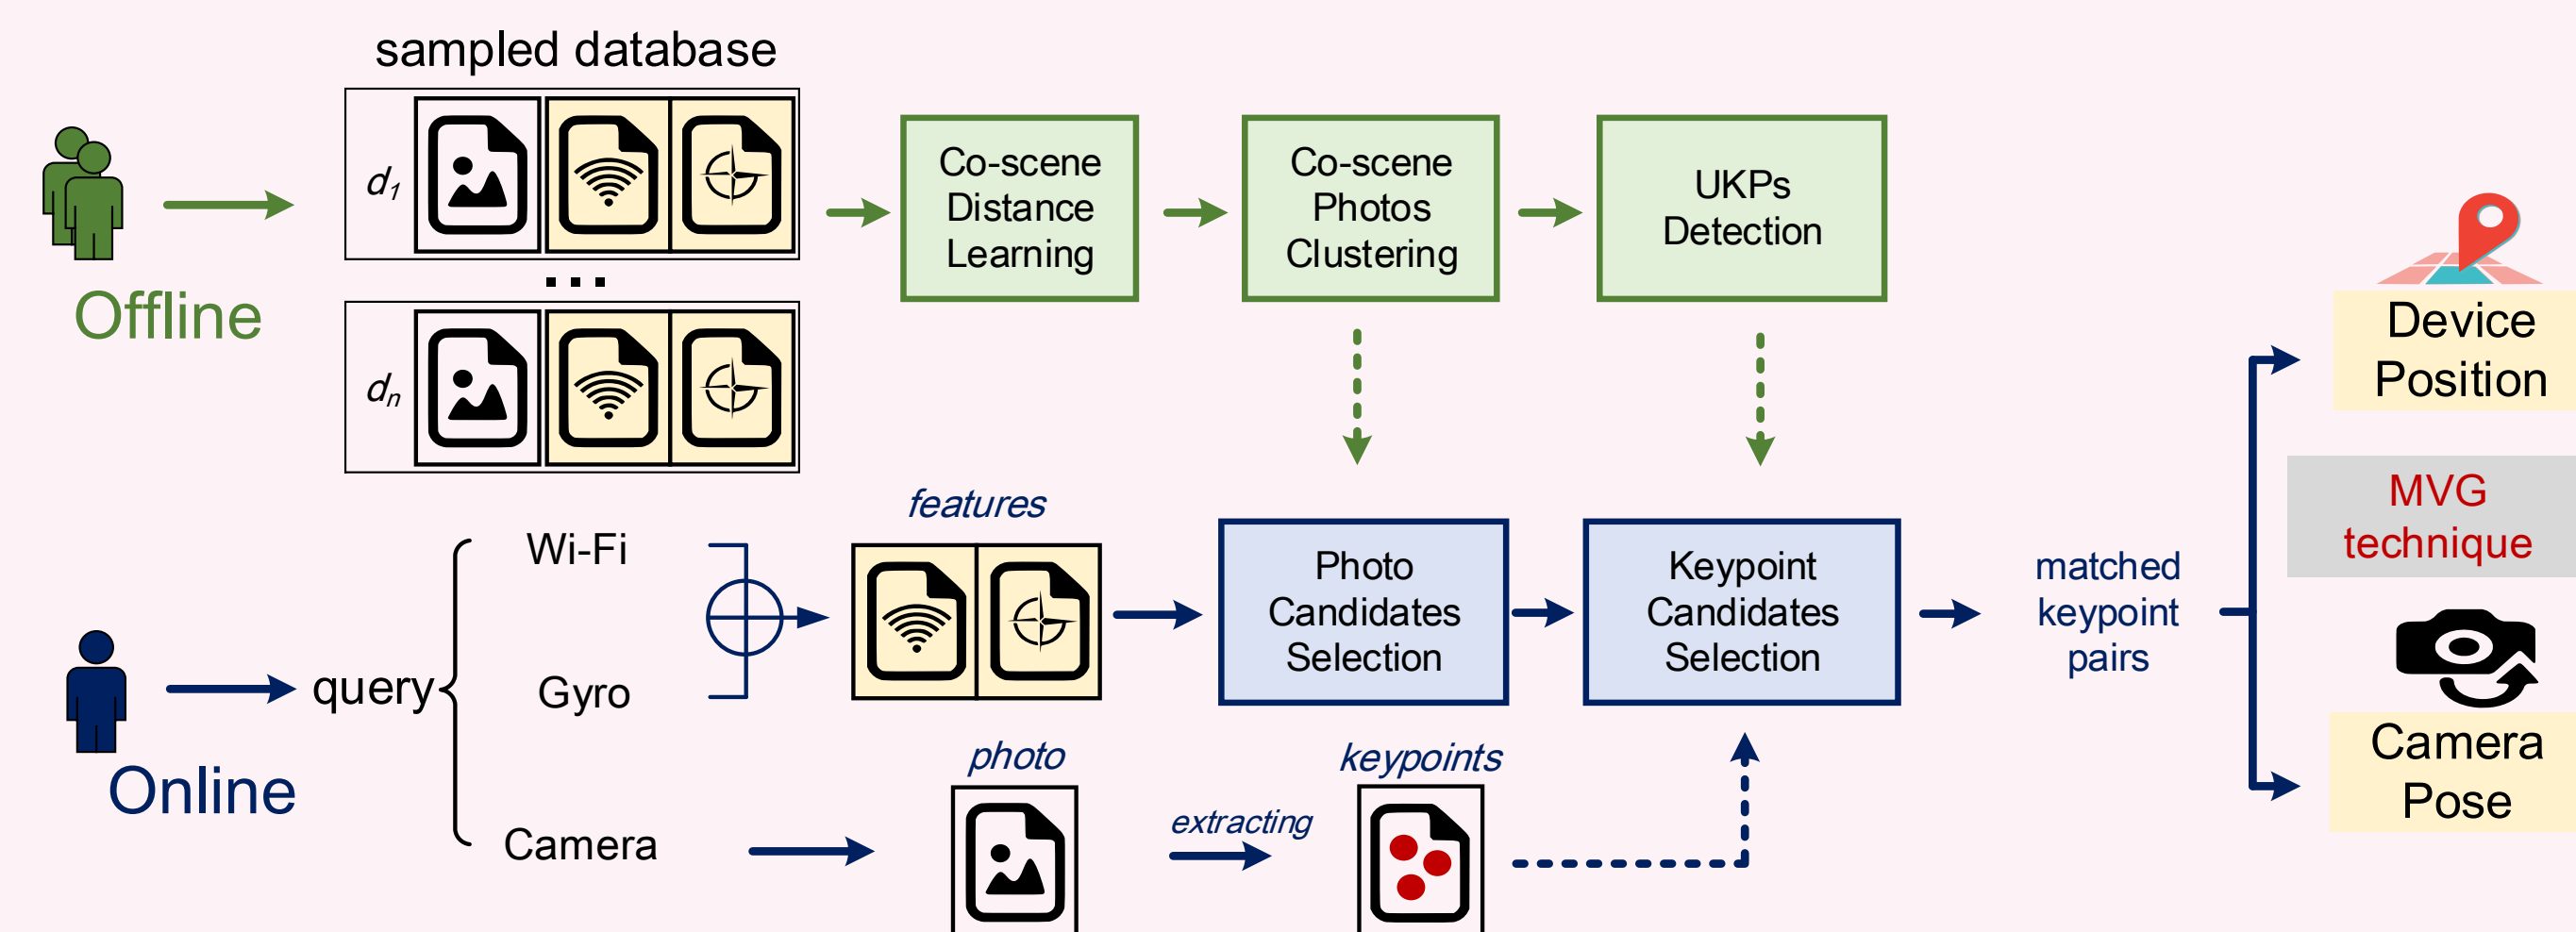 sampled database
d1
Co-scene
Distance
Learning
Co-scene
Photos
Clustering
UKPs
Detection
...
Offline
dn
Device
Position
features
MVG
technique
Wi-Fi
Gyro
query
Photo
Candidates
Selection
Keypoint
Candidates
Selection
matched
keypoint
pairs
Online
photo
extracting
keypoints
Camera
Camera
Pose